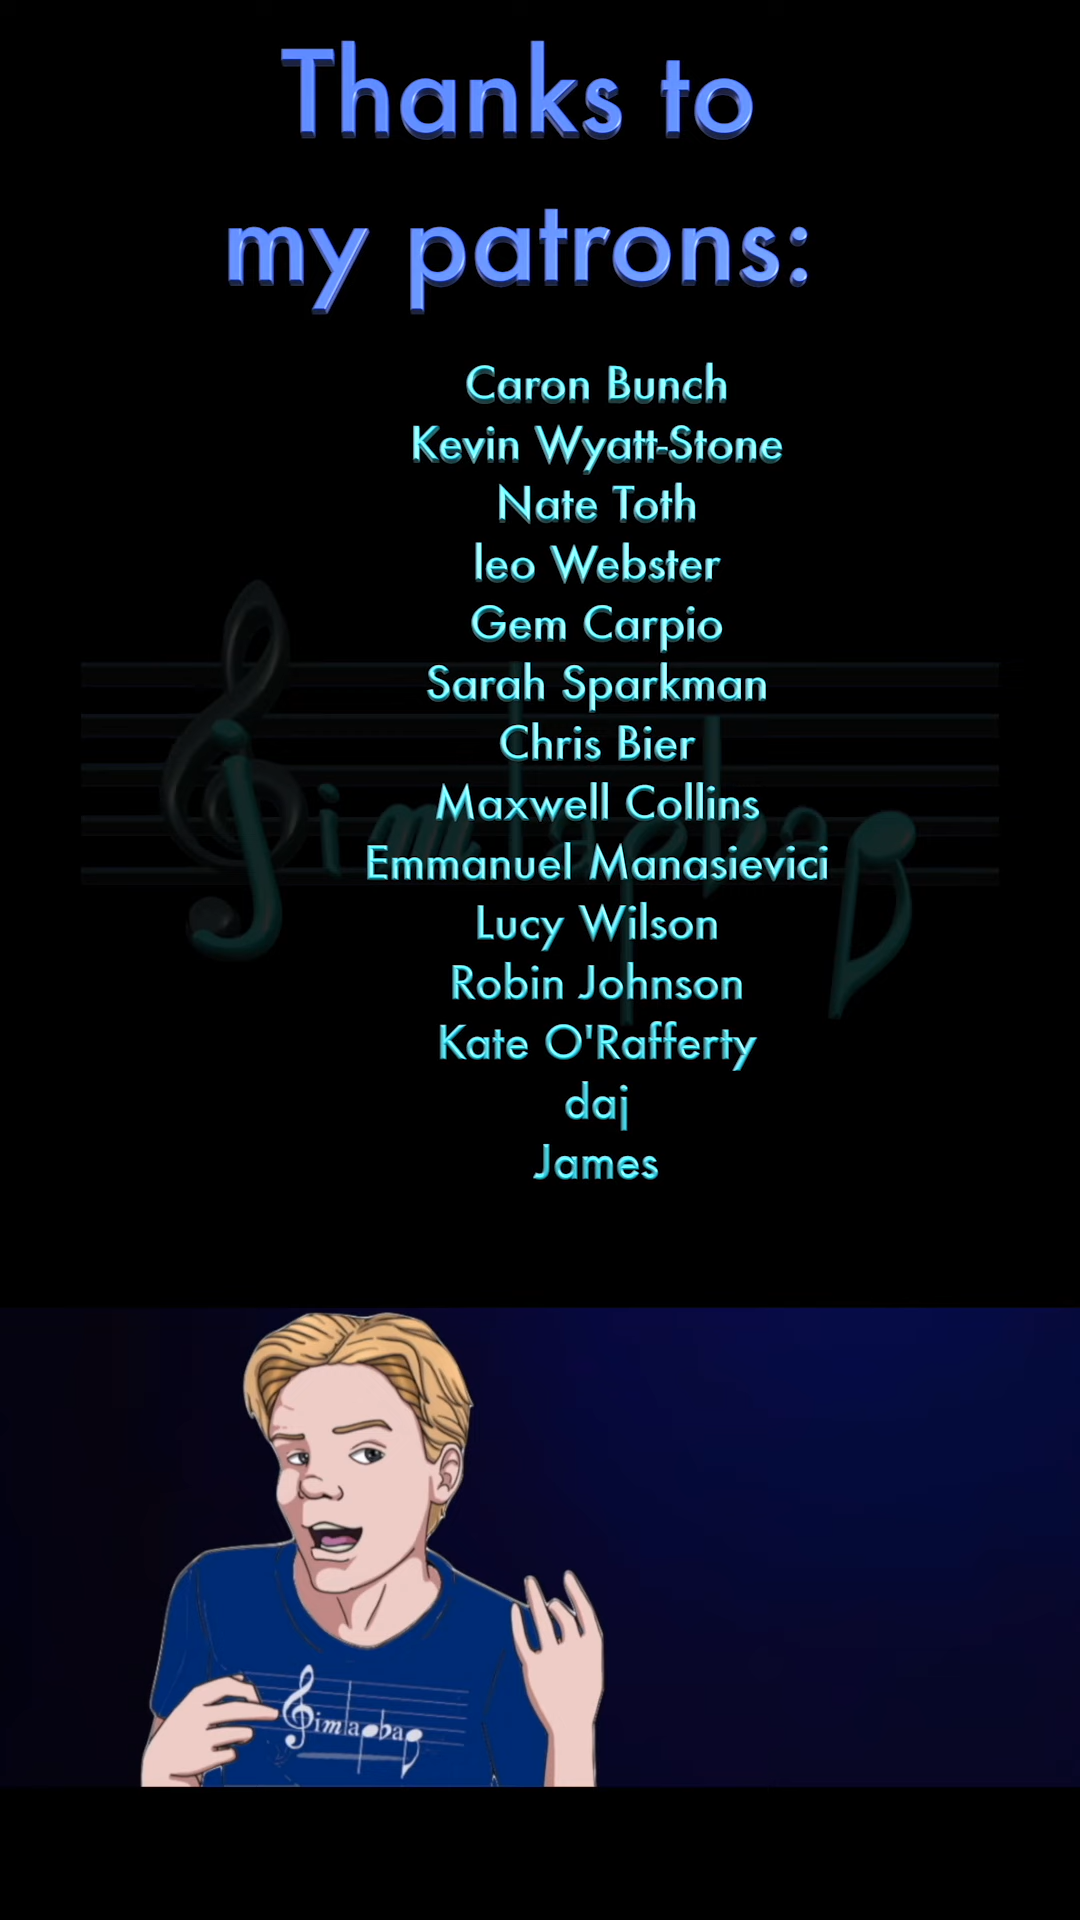 Thanks to
my patrons:
Caron Bunch
Kevin Wyatt-Stone
Nate Toth
leo Webster
Gem Carpio
Sarah Sparkman
Chris Bier
Maxwell Collins
Emmanuel Manasievici
Lucy Wilson
Robin Johnson
Kate O'Rafferty
daj
James